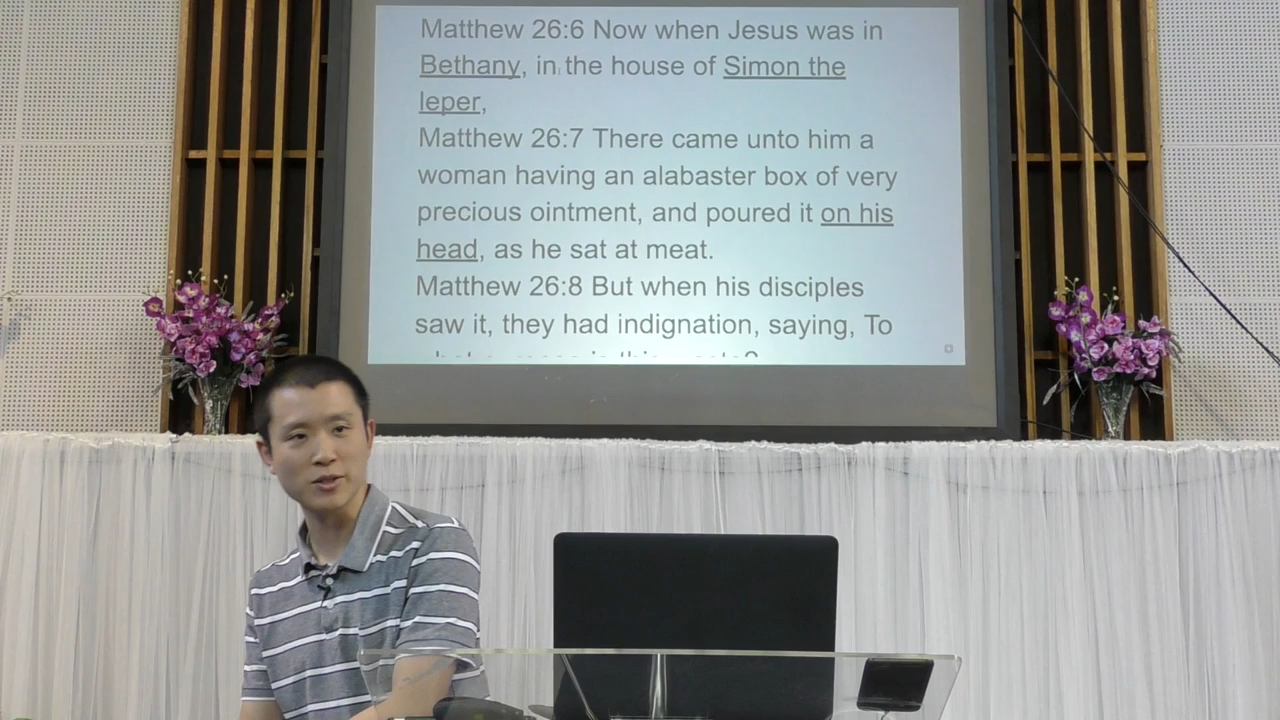 Matthew 26:6 Now when Jesus was in
Bethany, in the house of Simon the
leper,
Matthew 26:7 There came unto him a
woman having an alabaster box of very
precious ointment, and poured it on his
head, as he sat at meat.
Matthew 26:8 But when his disciples
saw it, they had indignation, saying, To